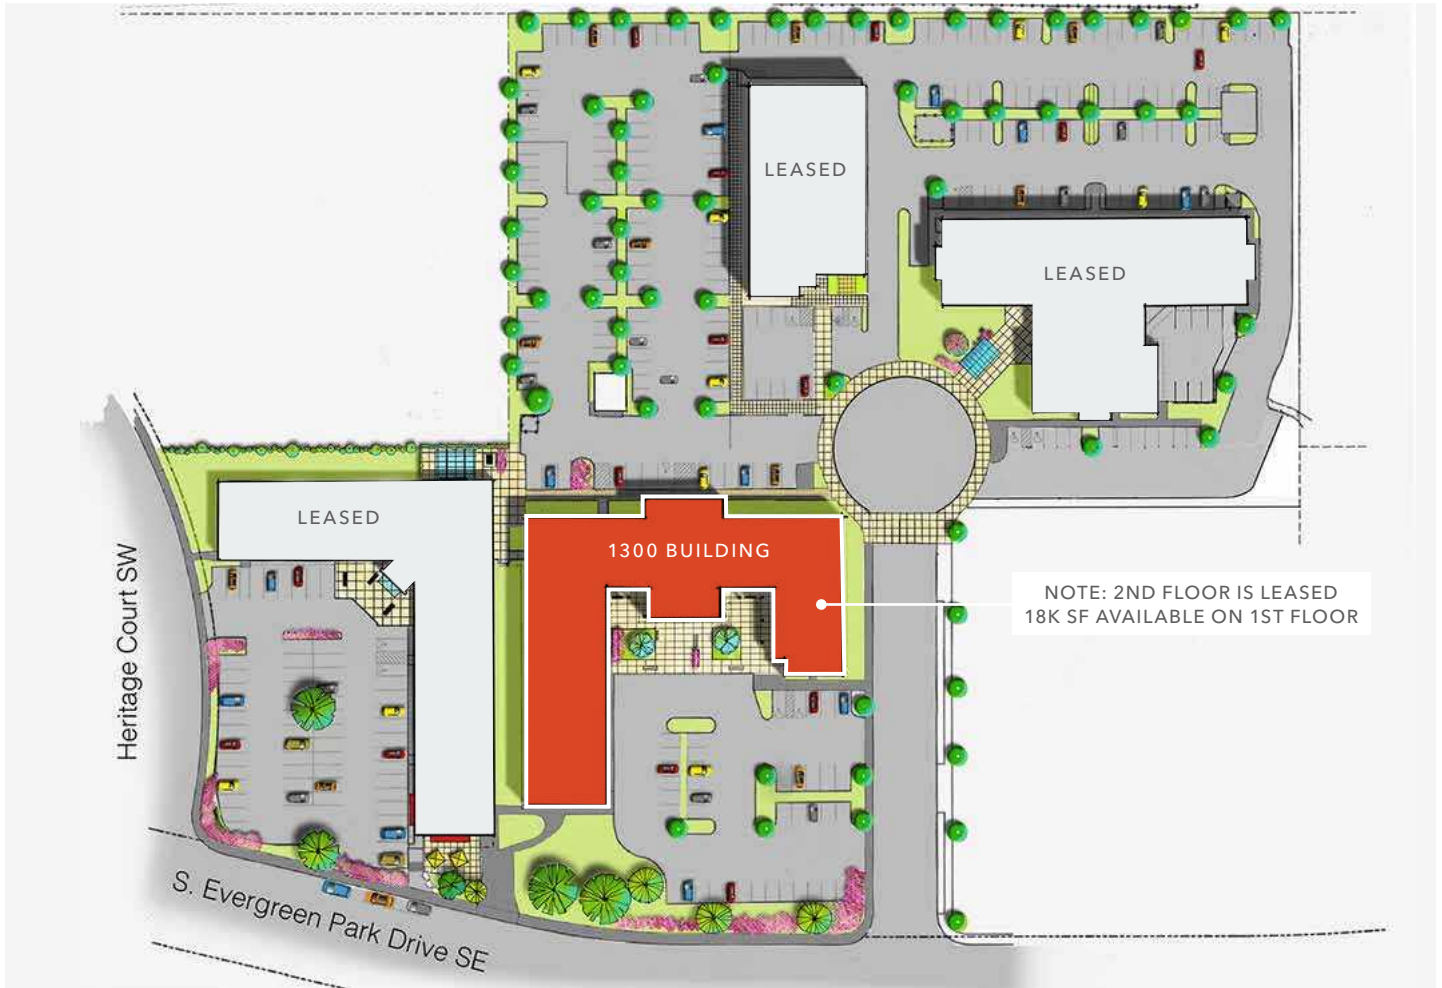 LEASED
LEASED
LEASED
1300 BUILDING
NOTE: 2ND FLOOR IS LEASED
18K SF AVAILABLE ON 1ST FLOOR
Heritage Court SW
S. Evergreen Park Drive SE